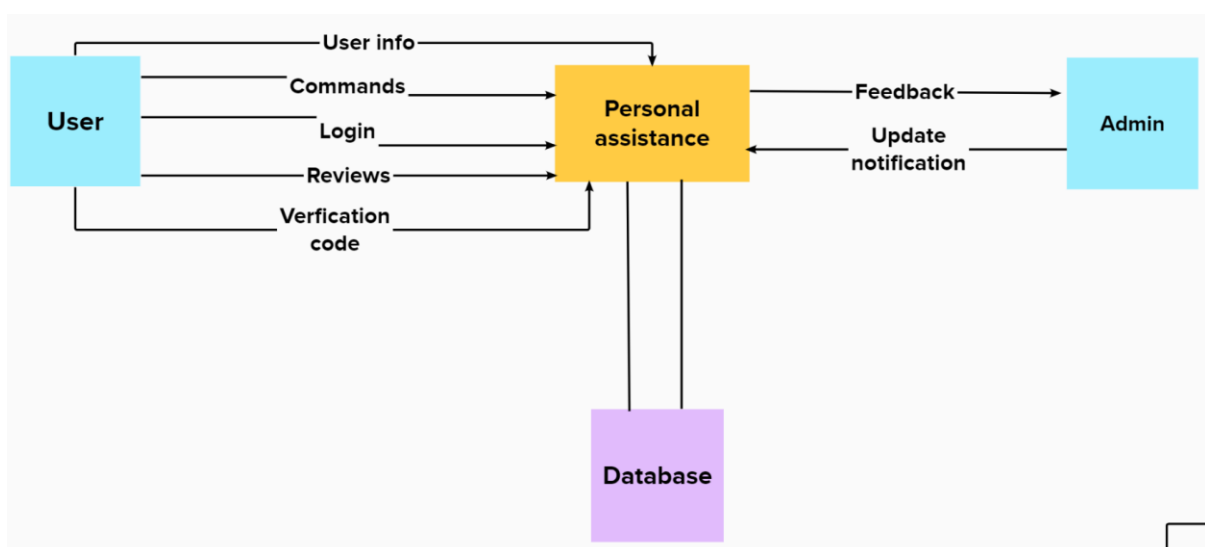 User info
User
Commands
Login
Reviews
Verfication
code
Personal
assistance
Feedback
Update
notification
Admin
Database